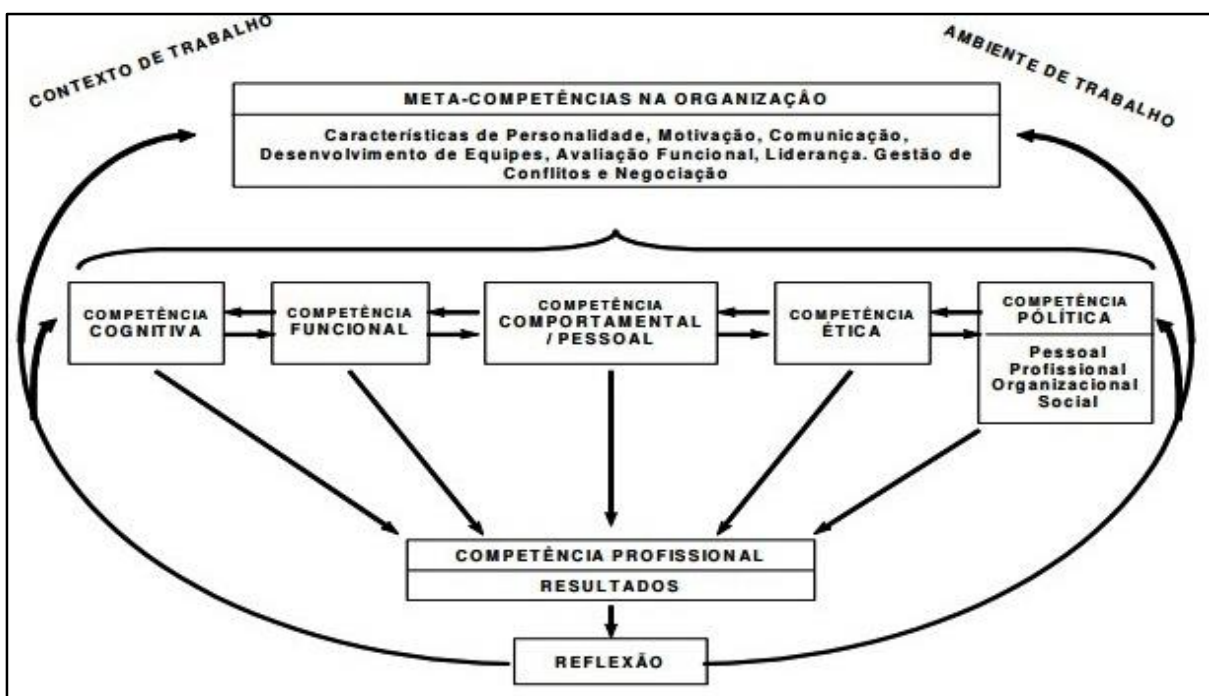 CONTEXTO DE TRABALHO
AMBIENTE DE TRABALHO
META-COMPETÊNCIAS NA ORGANIZAÇÂO
Características de Personalidade, Motivação, Comunicação,
Desenvolvimento de Equipes, Avaliação Funcional, Liderança. Gestão de
Conflitos e Negociação
COMPETÊNCIA
COGNITIVA
COMPETÊNCIA
FUNCIONAL
COMPETÊNCIA
COMPORTAMENTAL
/ PESSOAL
COMPETÊNCIA
ÉTICA
COMPETÊNCIA
PÓLÍTICA
Pessoal
Profissional
Organizacional
Social
COMPETÊNCIA PROFISSIONAL
RESULTADOS
REFLEXÃO